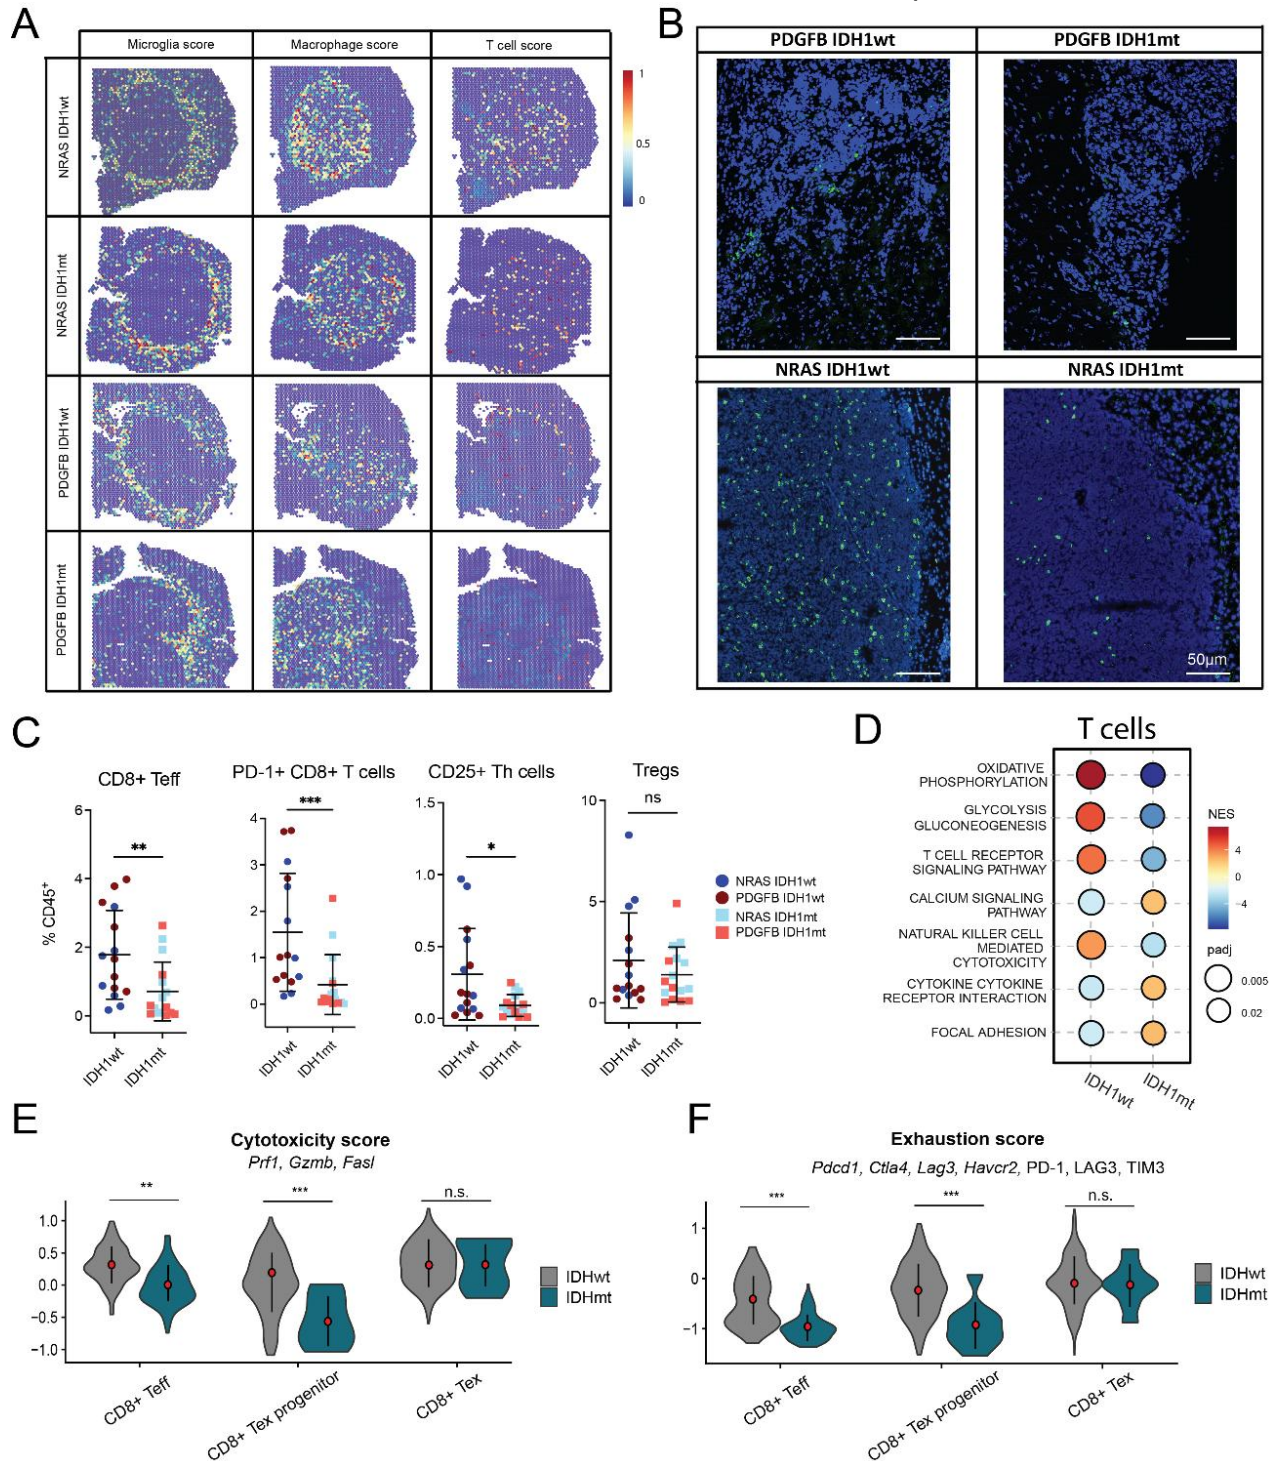 A
Microglia score
Macrophage score
T cell score
NRAS IDH1wt
NRAS IDH1mt
PDGFB IDH1wt
PDGFB IDH1mt
1
0.5
0
B
PDGFB IDH1wt
PDGFB IDH1mt
NRAS IDH1wt
NRAS IDH1mt
50µm
C
CD8+ Teff
PD-1+ CD8+ T cells
CD25+ Th cells
Tregs
% CD45+
6
4
2
0
**
IDH1wt
IDH1mt
4
3
2
1
0
***
IDH1wt
IDH1mt
1.5
1.0
0.5
0.0
*
IDH1wt
IDH1mt
10
5
0
ns
IDH1wt
IDH1mt
NRAS IDH1wt
PDGFB IDH1wt
NRAS IDH1mt
PDGFB IDH1mt
D
T cells
OXIDATIVE
PHOSPHORYLATION
GLYCOLYSIS
GLUCONEOGENESIS
T CELL RECEPTOR
SIGNALING PATHWAY
CALCIUM SIGNALING
PATHWAY
NATURAL KILLER CELL
MEDIATED
CYTOTOXICITY
CYTOKINE CYTOKINE
RECEPTOR INTERACTION
FOCAL ADHESION
IDH1wt
IDH1mt
NES
4
0
−4
padj
0.005
0.02
E
Cytotoxicity score
Prf1, Gzmb, Fasl
1.0
0.5
0.0
−0.5
−1.0
**
***
n.s.
CD8+ Teff
CD8+ Tex progenitor
CD8+ Tex
IDHwt
IDHmt
F
Exhaustion score
Pdcd1, Ctla4, Lag3, Havcr2, PD-1, LAG3, TIM3
1
0
−1
***
***
n.s.
CD8+ Teff
CD8+ Tex progenitor
CD8+ Tex
IDHwt
IDHmt